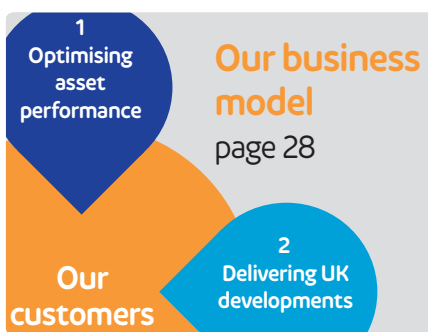 1
Optimising
asset
performance
Our business
model
page 28
2
Delivering UK
developments
Our
customers